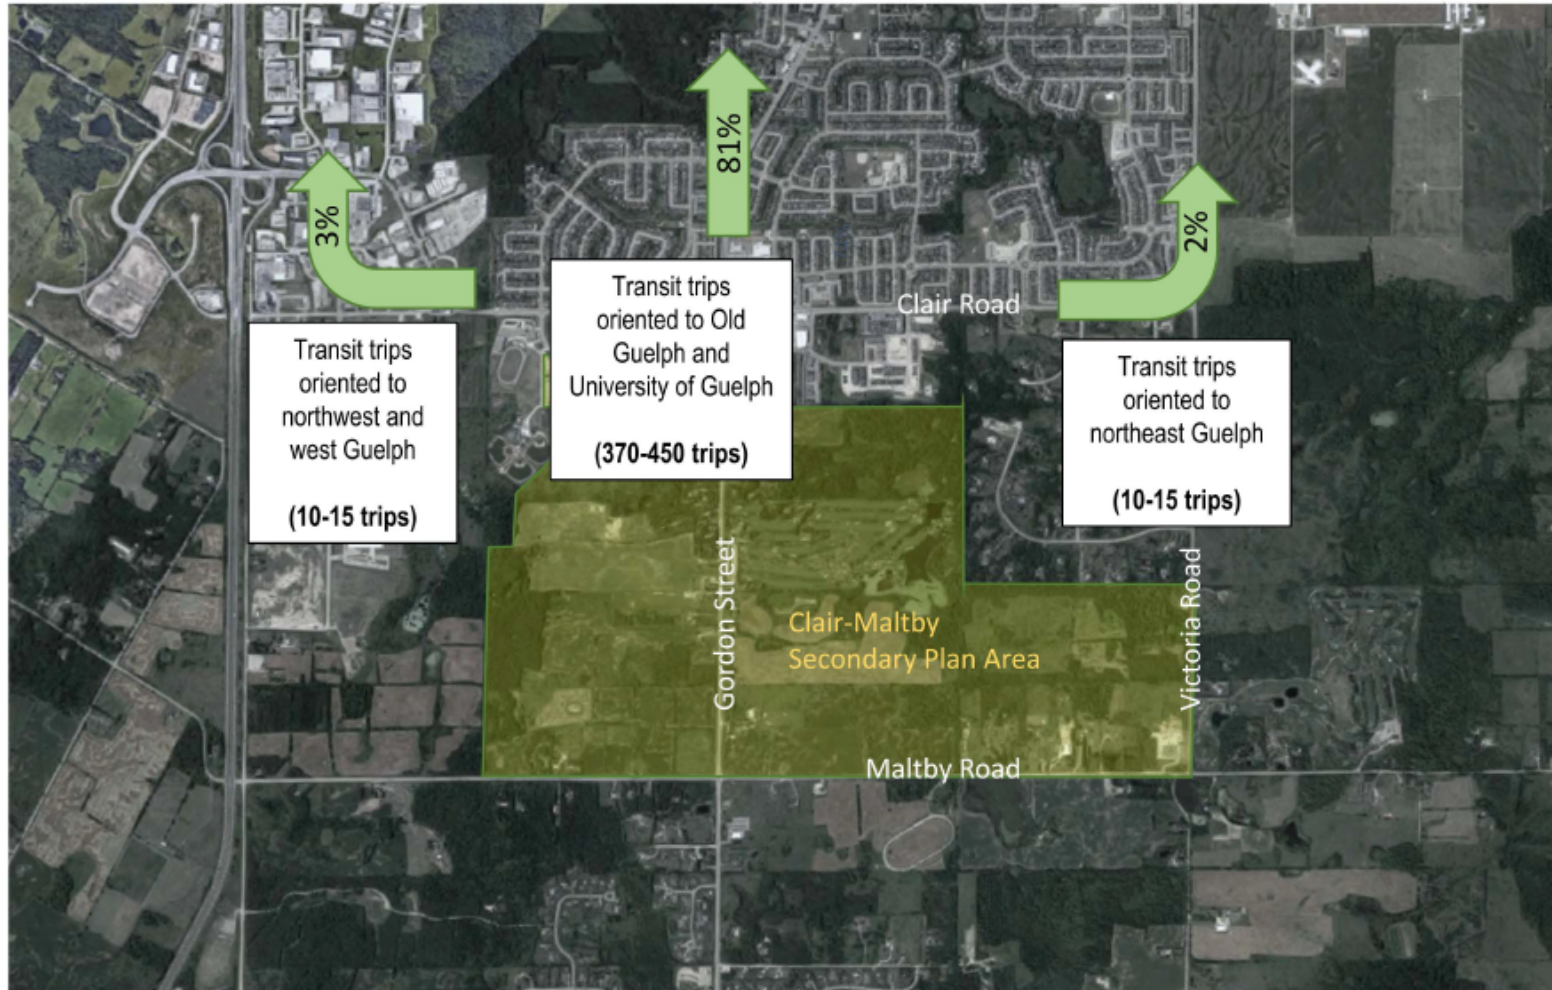 81%
3%
2%
Transit trips
oriented to Old
Guelph and
University of Guelph
(370-450 trips)
Clair Road
Transit trips
oriented to
northwest and
west Guelph
(10-15 trips)
Transit trips
oriented to
northeast Guelph
(10-15 trips)
Gordon Street
Clair-Maltby
Secondary Plan Area
Victoria Road
Maltby Road